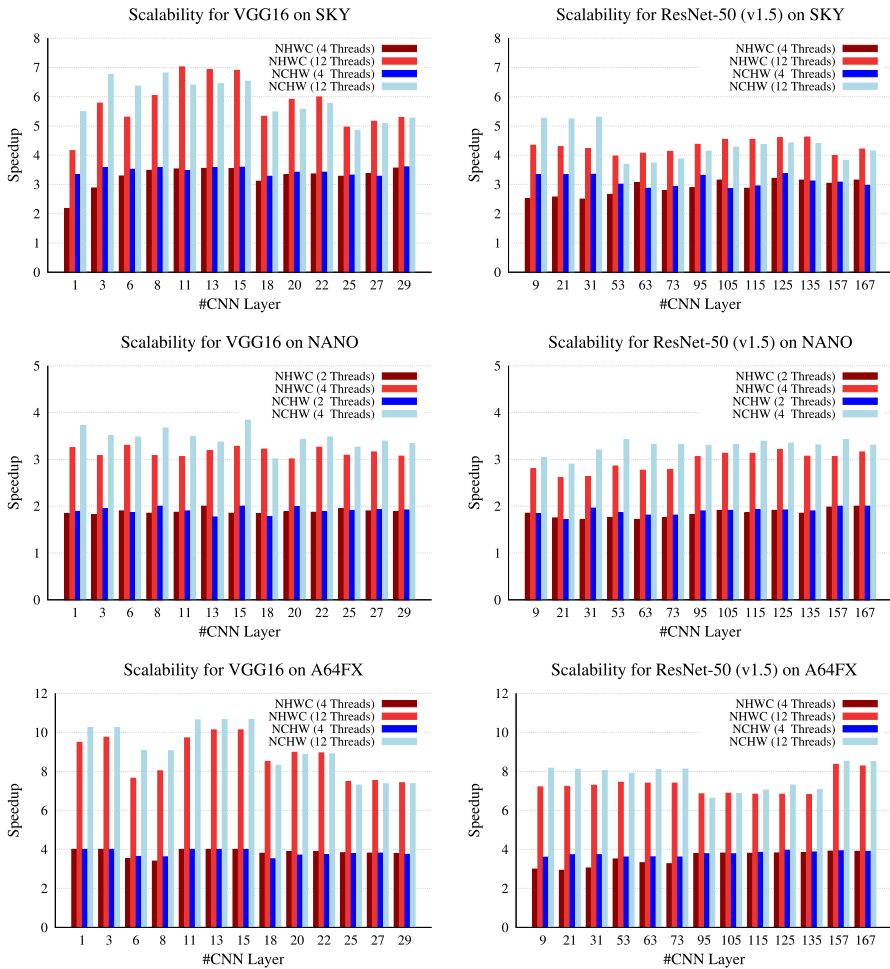 Scalability for VGG16 on SKY
8
7
6
5
4
3
2
1
0
Speedup
NHWC (4 Threads)
NHWC (12 Threads)
NCHW (4 Threads)
NCHW (12 Threads)
1 3 6 8 11 13 15 18 20 22 25 27 29
#CNN Layer
Scalability for ResNet-50 (v1.5) on SKY
8
7
6
5
4
3
2
1
0
Speedup
NHWC (4 Threads)
NHWC (12 Threads)
NCHW (4 Threads)
NCHW (12 Threads)
9 21 31 53 63 73 95 105 115 125 135 157 167
#CNN Layer
Scalability for VGG16 on NANO
5
4
3
2
1
0
Speedup
NHWC (2 Threads)
NHWC (4 Threads)
NCHW (2 Threads)
NCHW (4 Threads)
1 3 6 8 11 13 15 18 20 22 25 27 29
#CNN Layer
Scalability for ResNet-50 (v1.5) on NANO
5
4
3
2
1
0
Speedup
NHWC (2 Threads)
NHWC (4 Threads)
NCHW (2 Threads)
NCHW (4 Threads)
9 21 31 53 63 73 95 105 115 125 135 157 167
#CNN Layer
Scalability for VGG16 on A64FX
12
10
8
6
4
2
0
Speedup
NHWC (4 Threads)
NHWC (12 Threads)
NCHW (4 Threads)
NCHW (12 Threads)
1 3 6 8 11 13 15 18 20 22 25 27 29
#CNN Layer
Scalability for ResNet-50 (v1.5) on A64FX
12
10
8
6
4
2
0
Speedup
NHWC (4 Threads)
NHWC (12 Threads)
NCHW (4 Threads)
NCHW (12 Threads)
9 21 31 53 63 73 95 105 115 125 135 157 167
#CNN Layer